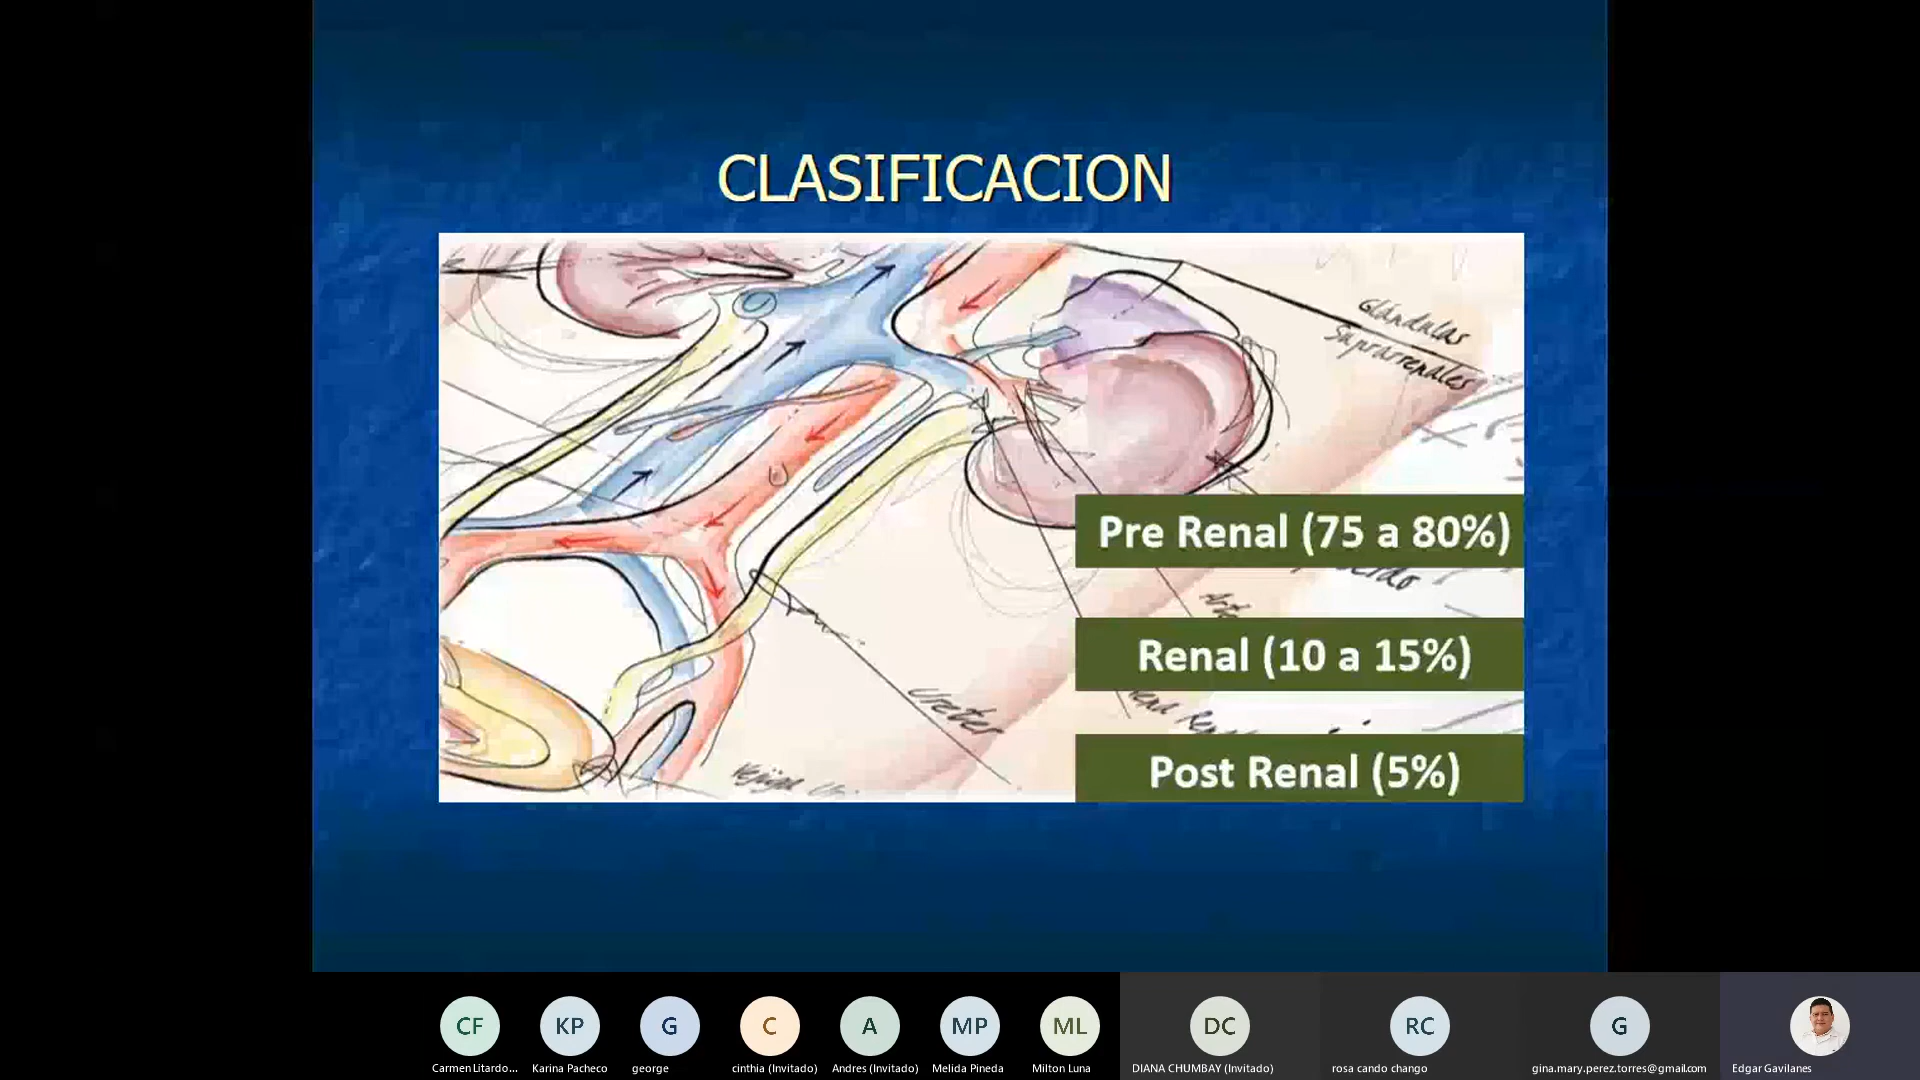 CLASIFICACION
Glándulas
Suprarrenales
Pre Renal (75 a 80%)
Renal (10 a 15%)
Ureter
Post Renal (5%)
CF
KP
G
C
A
MP
ML
DC
RC
G
Carmen Litardo...
Karina Pacheco
george
cinthia (Invitado)
Andres (Invitado)
Melida Pineda
Milton Luna
DIANA CHUMBAY (Invitado)
rosa cando chango
gina.mary.perez.torres@gmail.com
Edgar Gavilanes